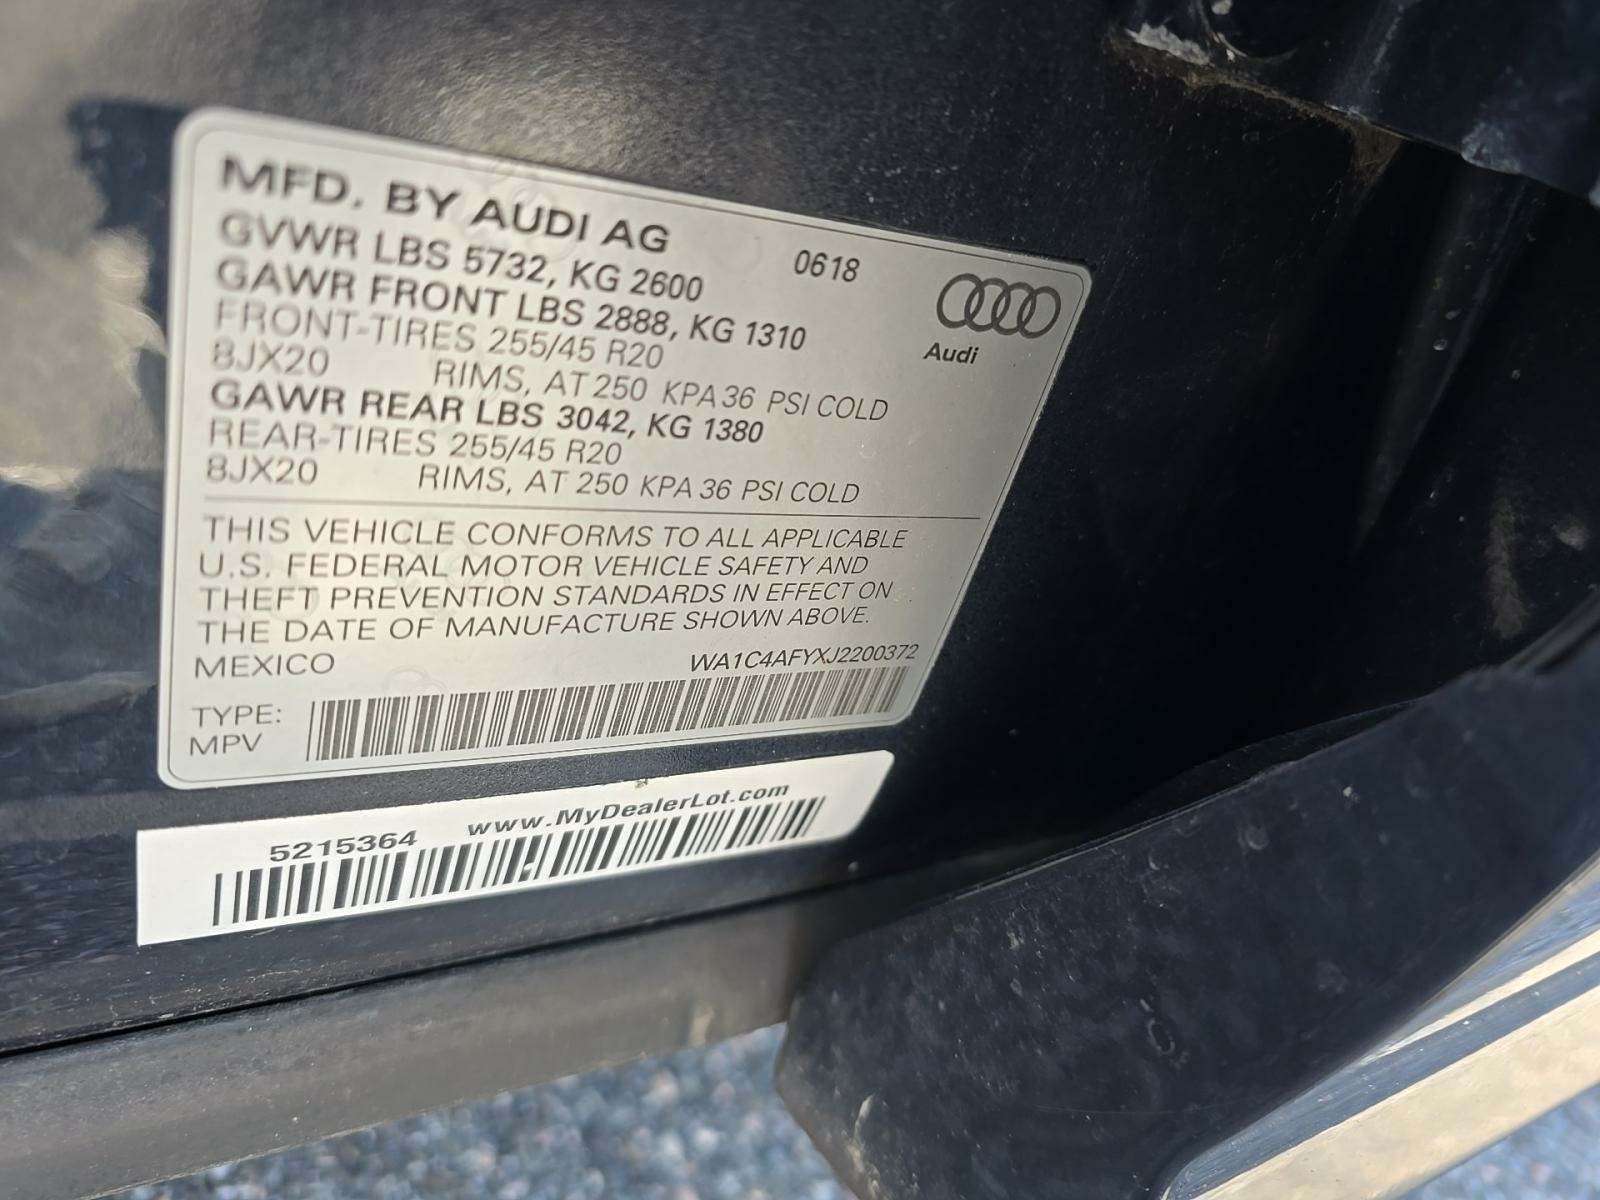 MFD. BY AUDI AG 0618
GVWR LBS 5732, KG 2600
GAWR FRONT LBS 2888, KG 1310
FRONT-TIRES 255/45 R20
8JX20 RIMS, AT 250 KPA 36 PSI COLD
GAWR REAR LBS 3042, KG 1380
REAR-TIRES 255/45 R20
8JX20 RIMS, AT 250 KPA 36 PSI COLD
Audi
THIS VEHICLE CONFORMS TO ALL APPLICABLE
U.S. FEDERAL MOTOR VEHICLE SAFETY AND
THEFT PREVENTION STANDARDS IN EFFECT ON
THE DATE OF MANUFACTURE SHOWN ABOVE.
MEXICO WA1C4AFYXJ2200372
TYPE:
MPV
5215364 www.MyDealerLot.com